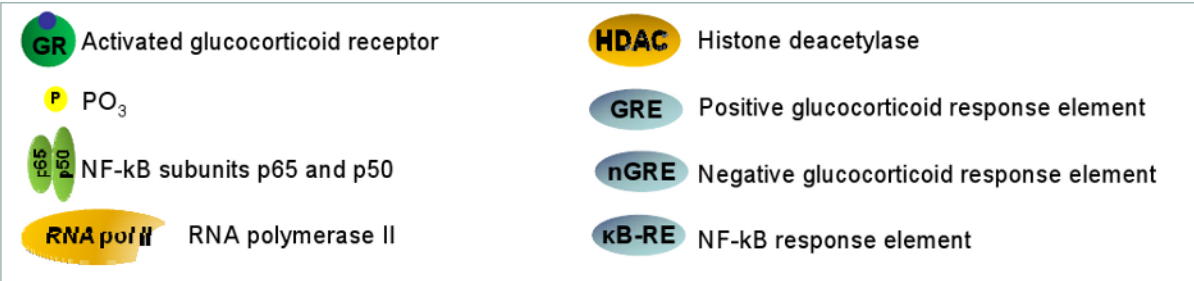 GR Activated glucocorticoid receptor
P PO3
p65 p50 NF-kB subunits p65 and p50
RNA pol II RNA polymerase II
HDAC Histone deacetylase
GRE Positive glucocorticoid response element
nGRE Negative glucocorticoid response element
κB-RE NF-kB response element